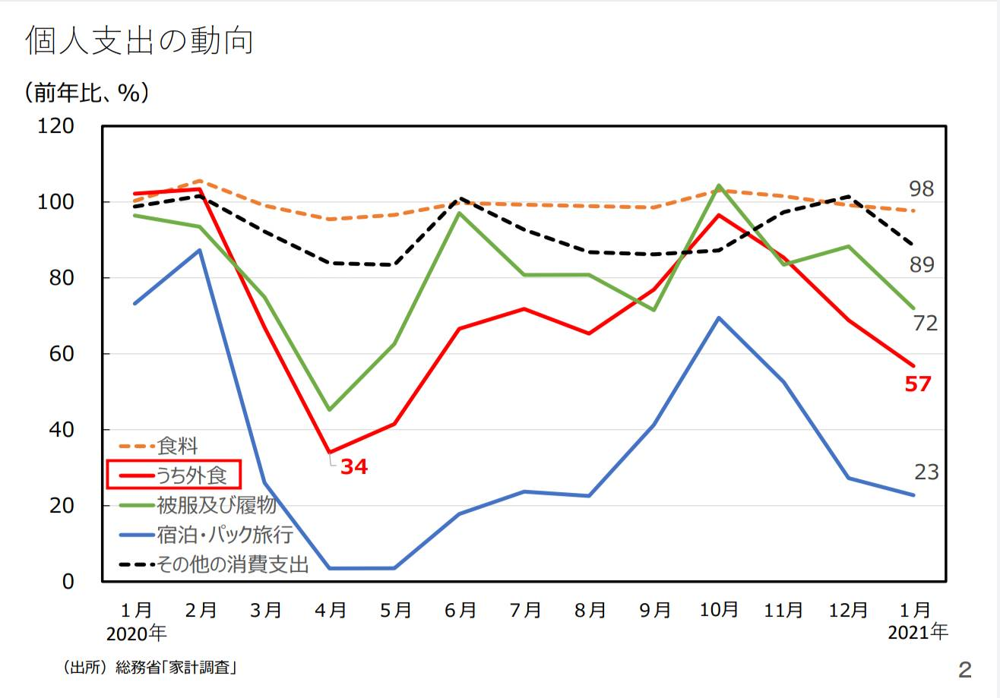 個人支出の動向
（前年比、%）
120
100
80
60
40
20
0
98
89
72
57
34
23
食料
うち外食
被服及び履物
宿泊・パック旅行
その他の消費支出
1月 2月 3月 4月 5月 6月 7月 8月 9月 10月 11月 12月 1月
2020年 2021年
（出所）総務省「家計調査」
2